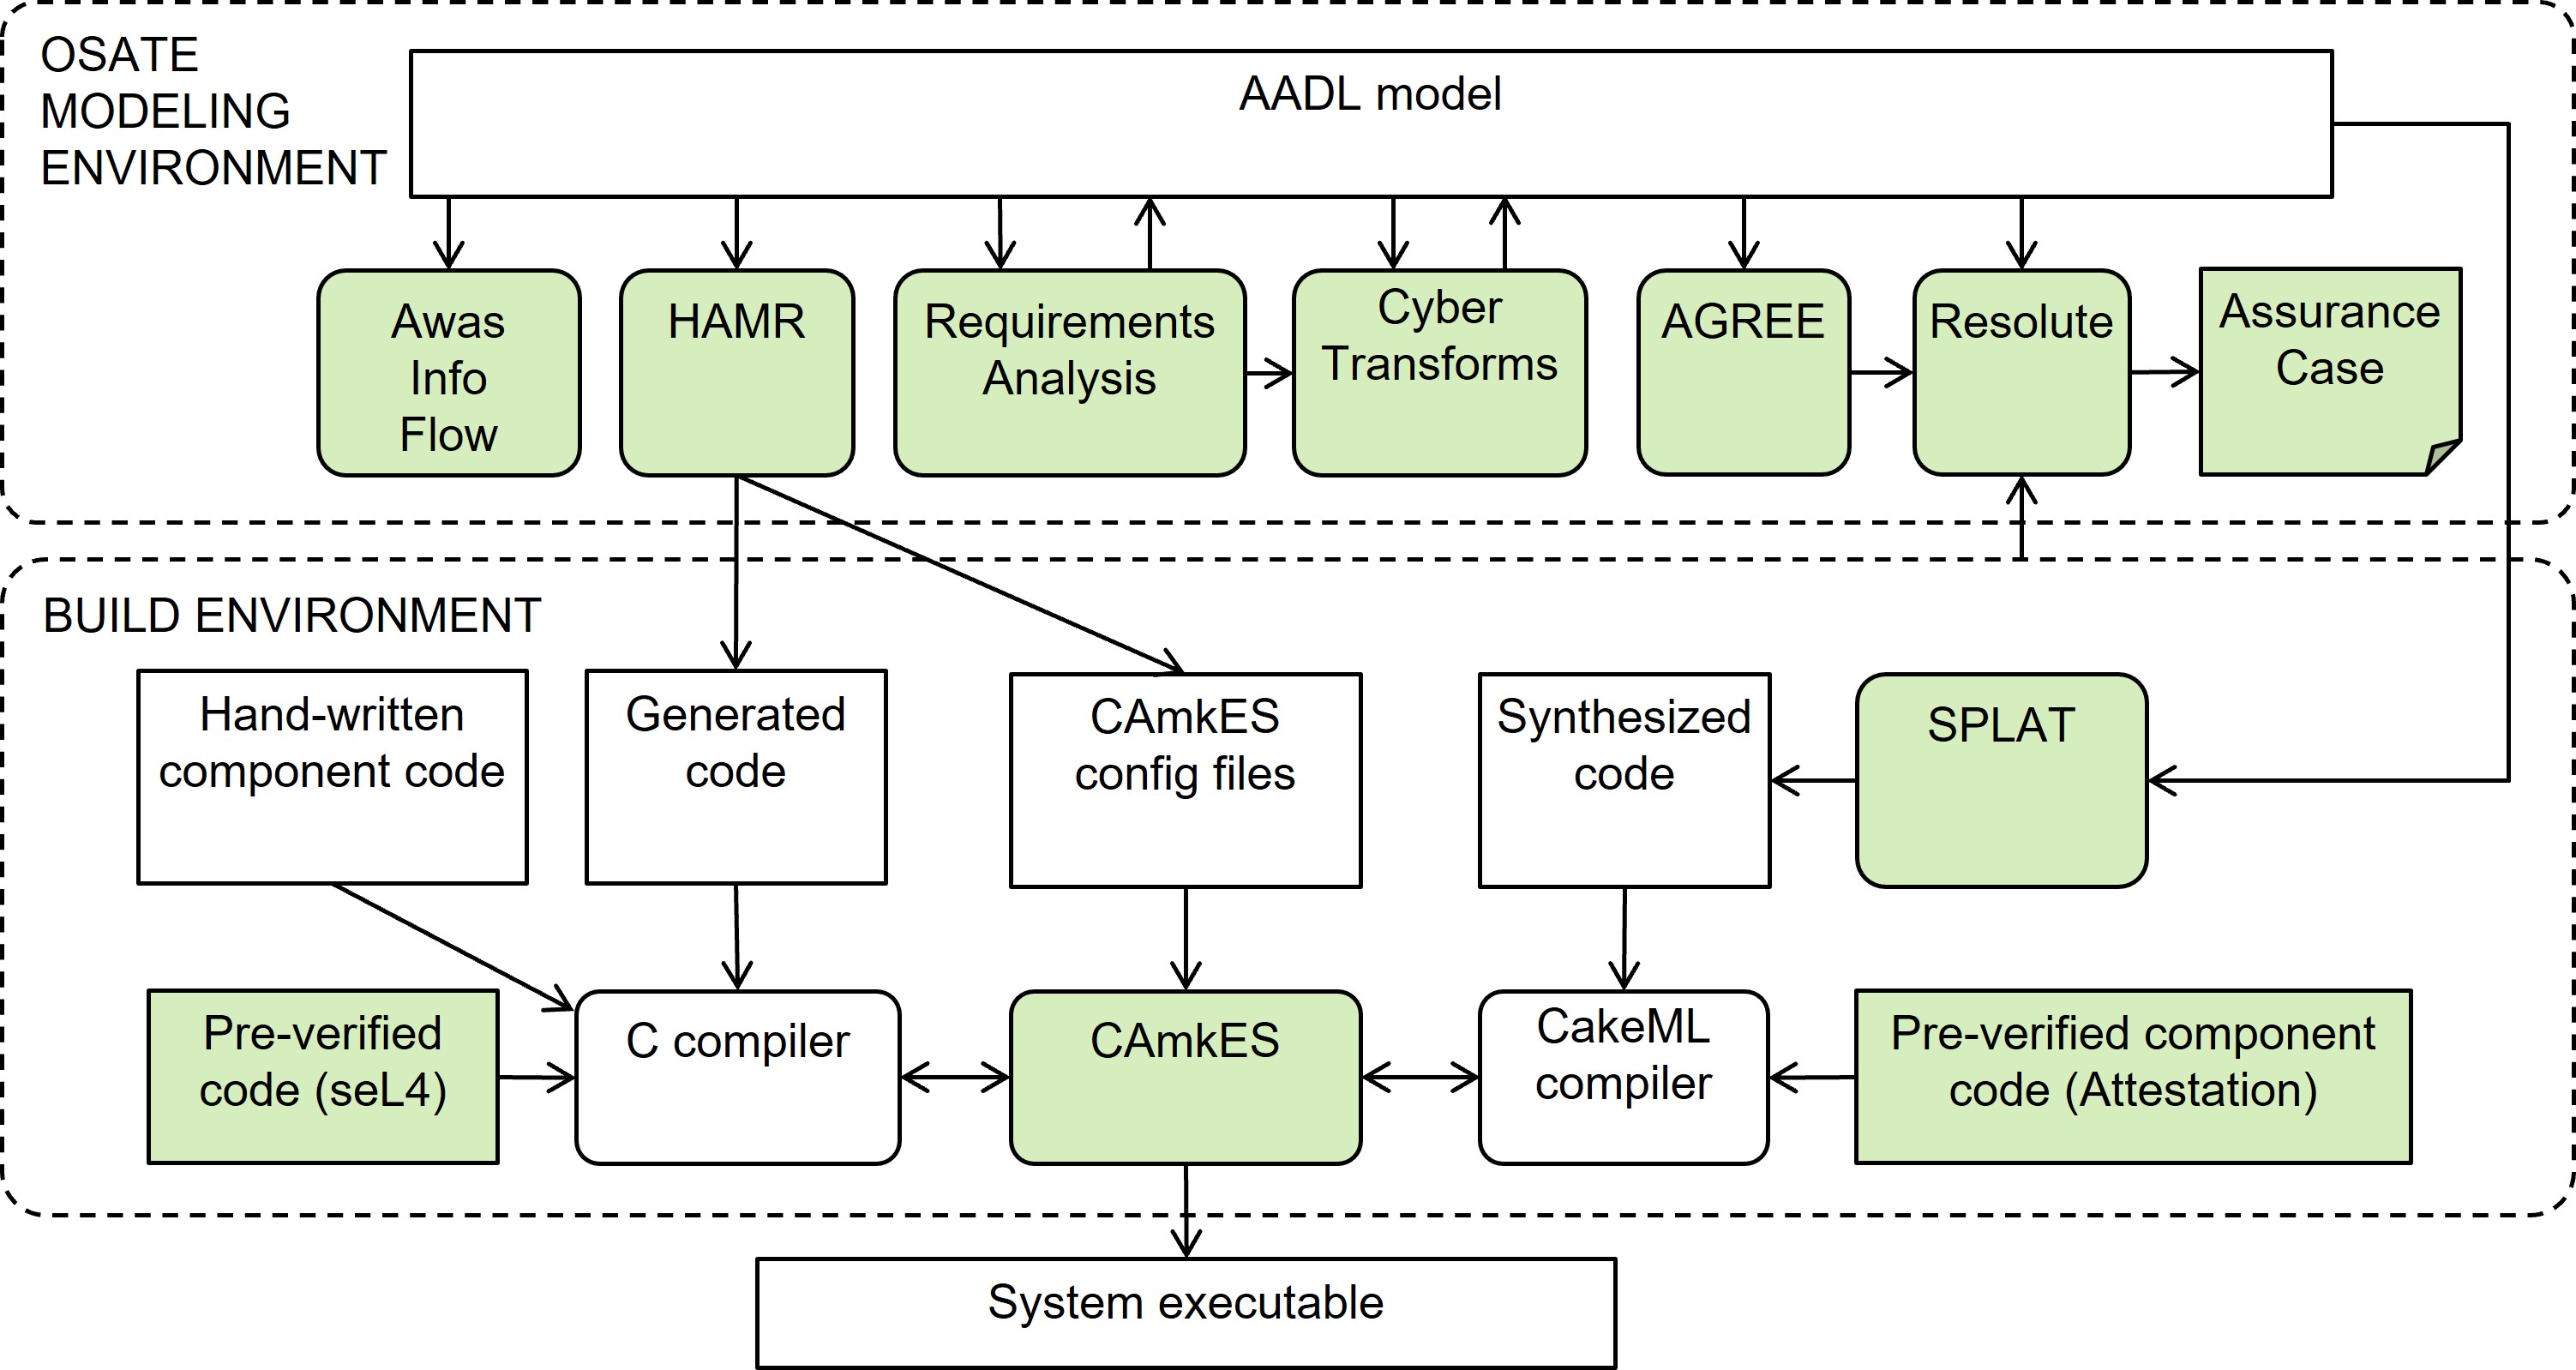 OSATE
MODELING
ENVIRONMENT
AADL model
Awas
Info
Flow
HAMR
Requirements
Analysis
Cyber
Transforms
AGREE
Resolute
Assurance
Case
BUILD ENVIRONMENT
Hand-written
component code
Generated
code
CAmkES
config files
Synthesized
code
SPLAT
Pre-verified
code (seL4)
C compiler
CAmkES
CakeML
compiler
Pre-verified component
code (Attestation)
System executable